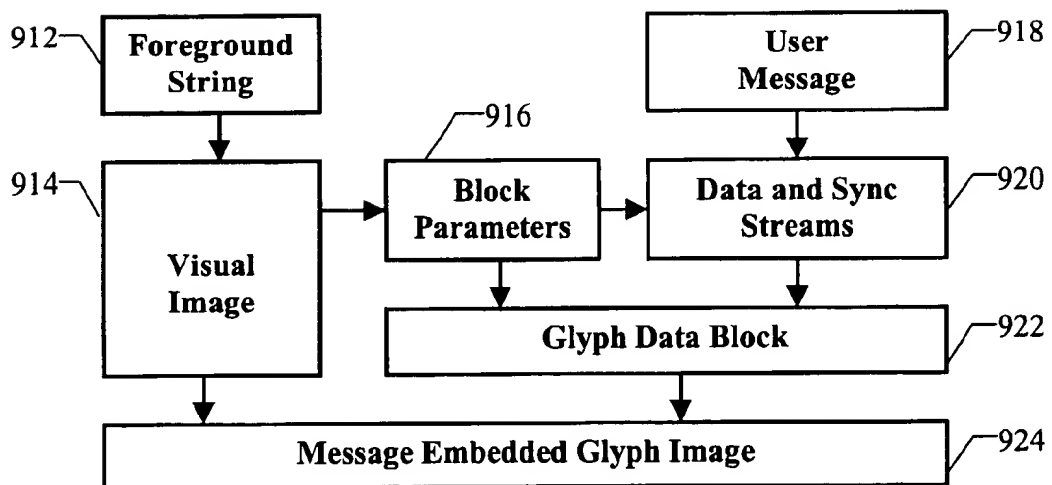 912
Foreground
String
User
Message
918
916
914
Visual
Image
Block
Parameters
Data and Sync
Streams
920
Glyph Data Block
922
Message Embedded Glyph Image
924